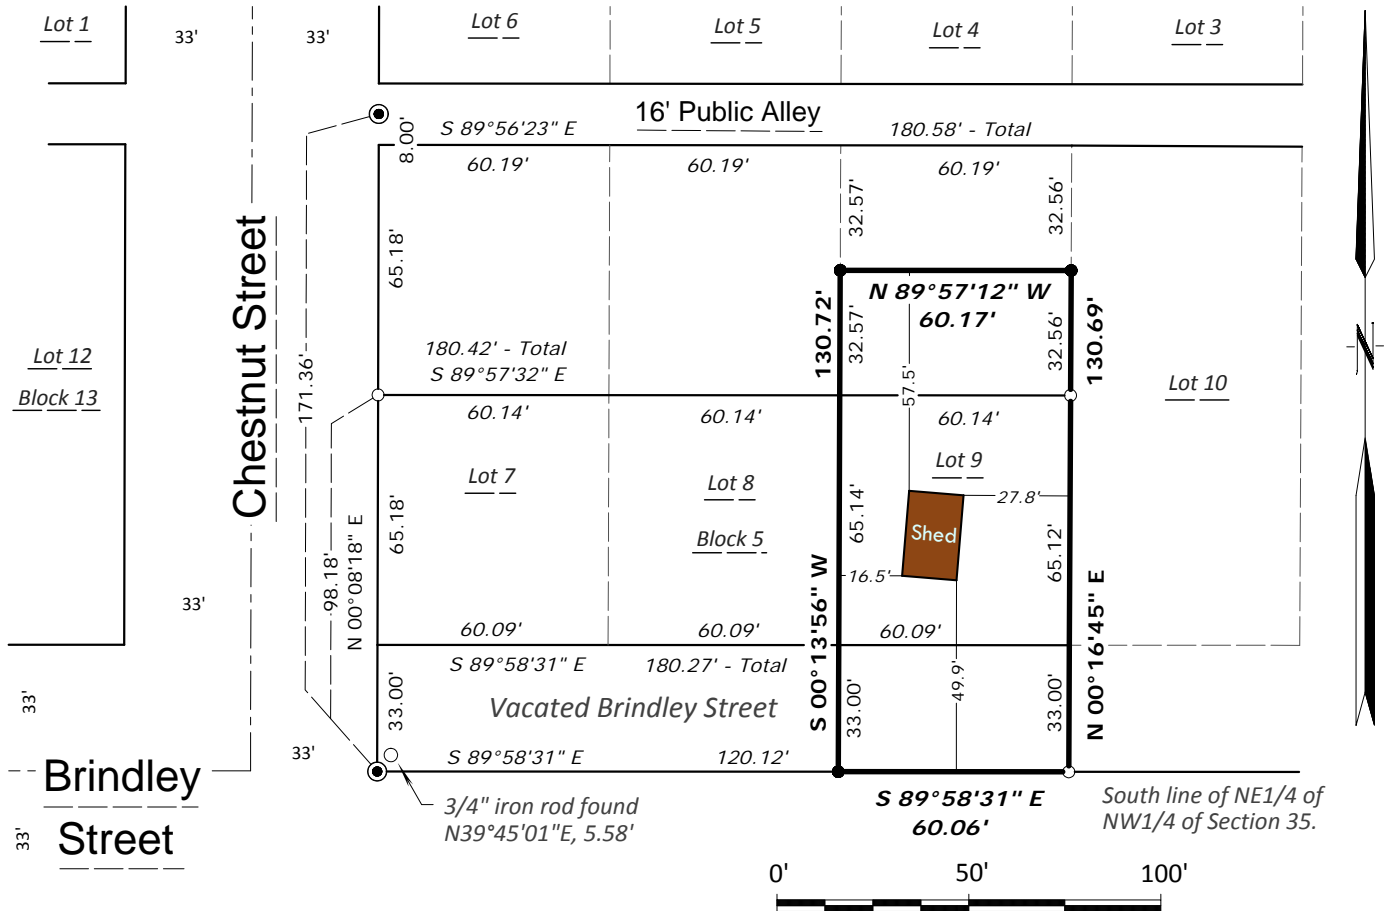 Lot 1
33'
33'
Lot 6
Lot 5
Lot 4
Lot 3
16' Public Alley
S 89°56'23" E
180.58' - Total
8.00'
60.19'
60.19'
60.19'
32.57'
32.56'
65.18'
Chestnut Street
N 89°57'12" W
60.17'
130.72'
32.57'
32.56'
130.69'
N
Lot 12
Block 13
171.36'
180.42' - Total
S 89°57'32" E
57.5'
Lot 10
60.14'
60.14'
60.14'
Lot 7
Lot 8
Lot 9
27.8'
Block 5
65.18'
65.14'
Shed
65.12'
98.18'
N 00°08'18" E
16.5'
33'
60.09'
60.09'
60.09'
S 00°13'56" W
N 00°16'45" E
S 89°58'31" E
180.27' - Total
33'
33.00'
Vacated Brindley Street
33.00'
49.9'
33.00'
33'
S 89°58'31" E
120.12'
Brindley
Street
33'
3/4" iron rod found
N39°45'01"E, 5.58'
S 89°58'31" E
60.06'
South line of NE1/4 of
NW1/4 of Section 35.
0'
50'
100'